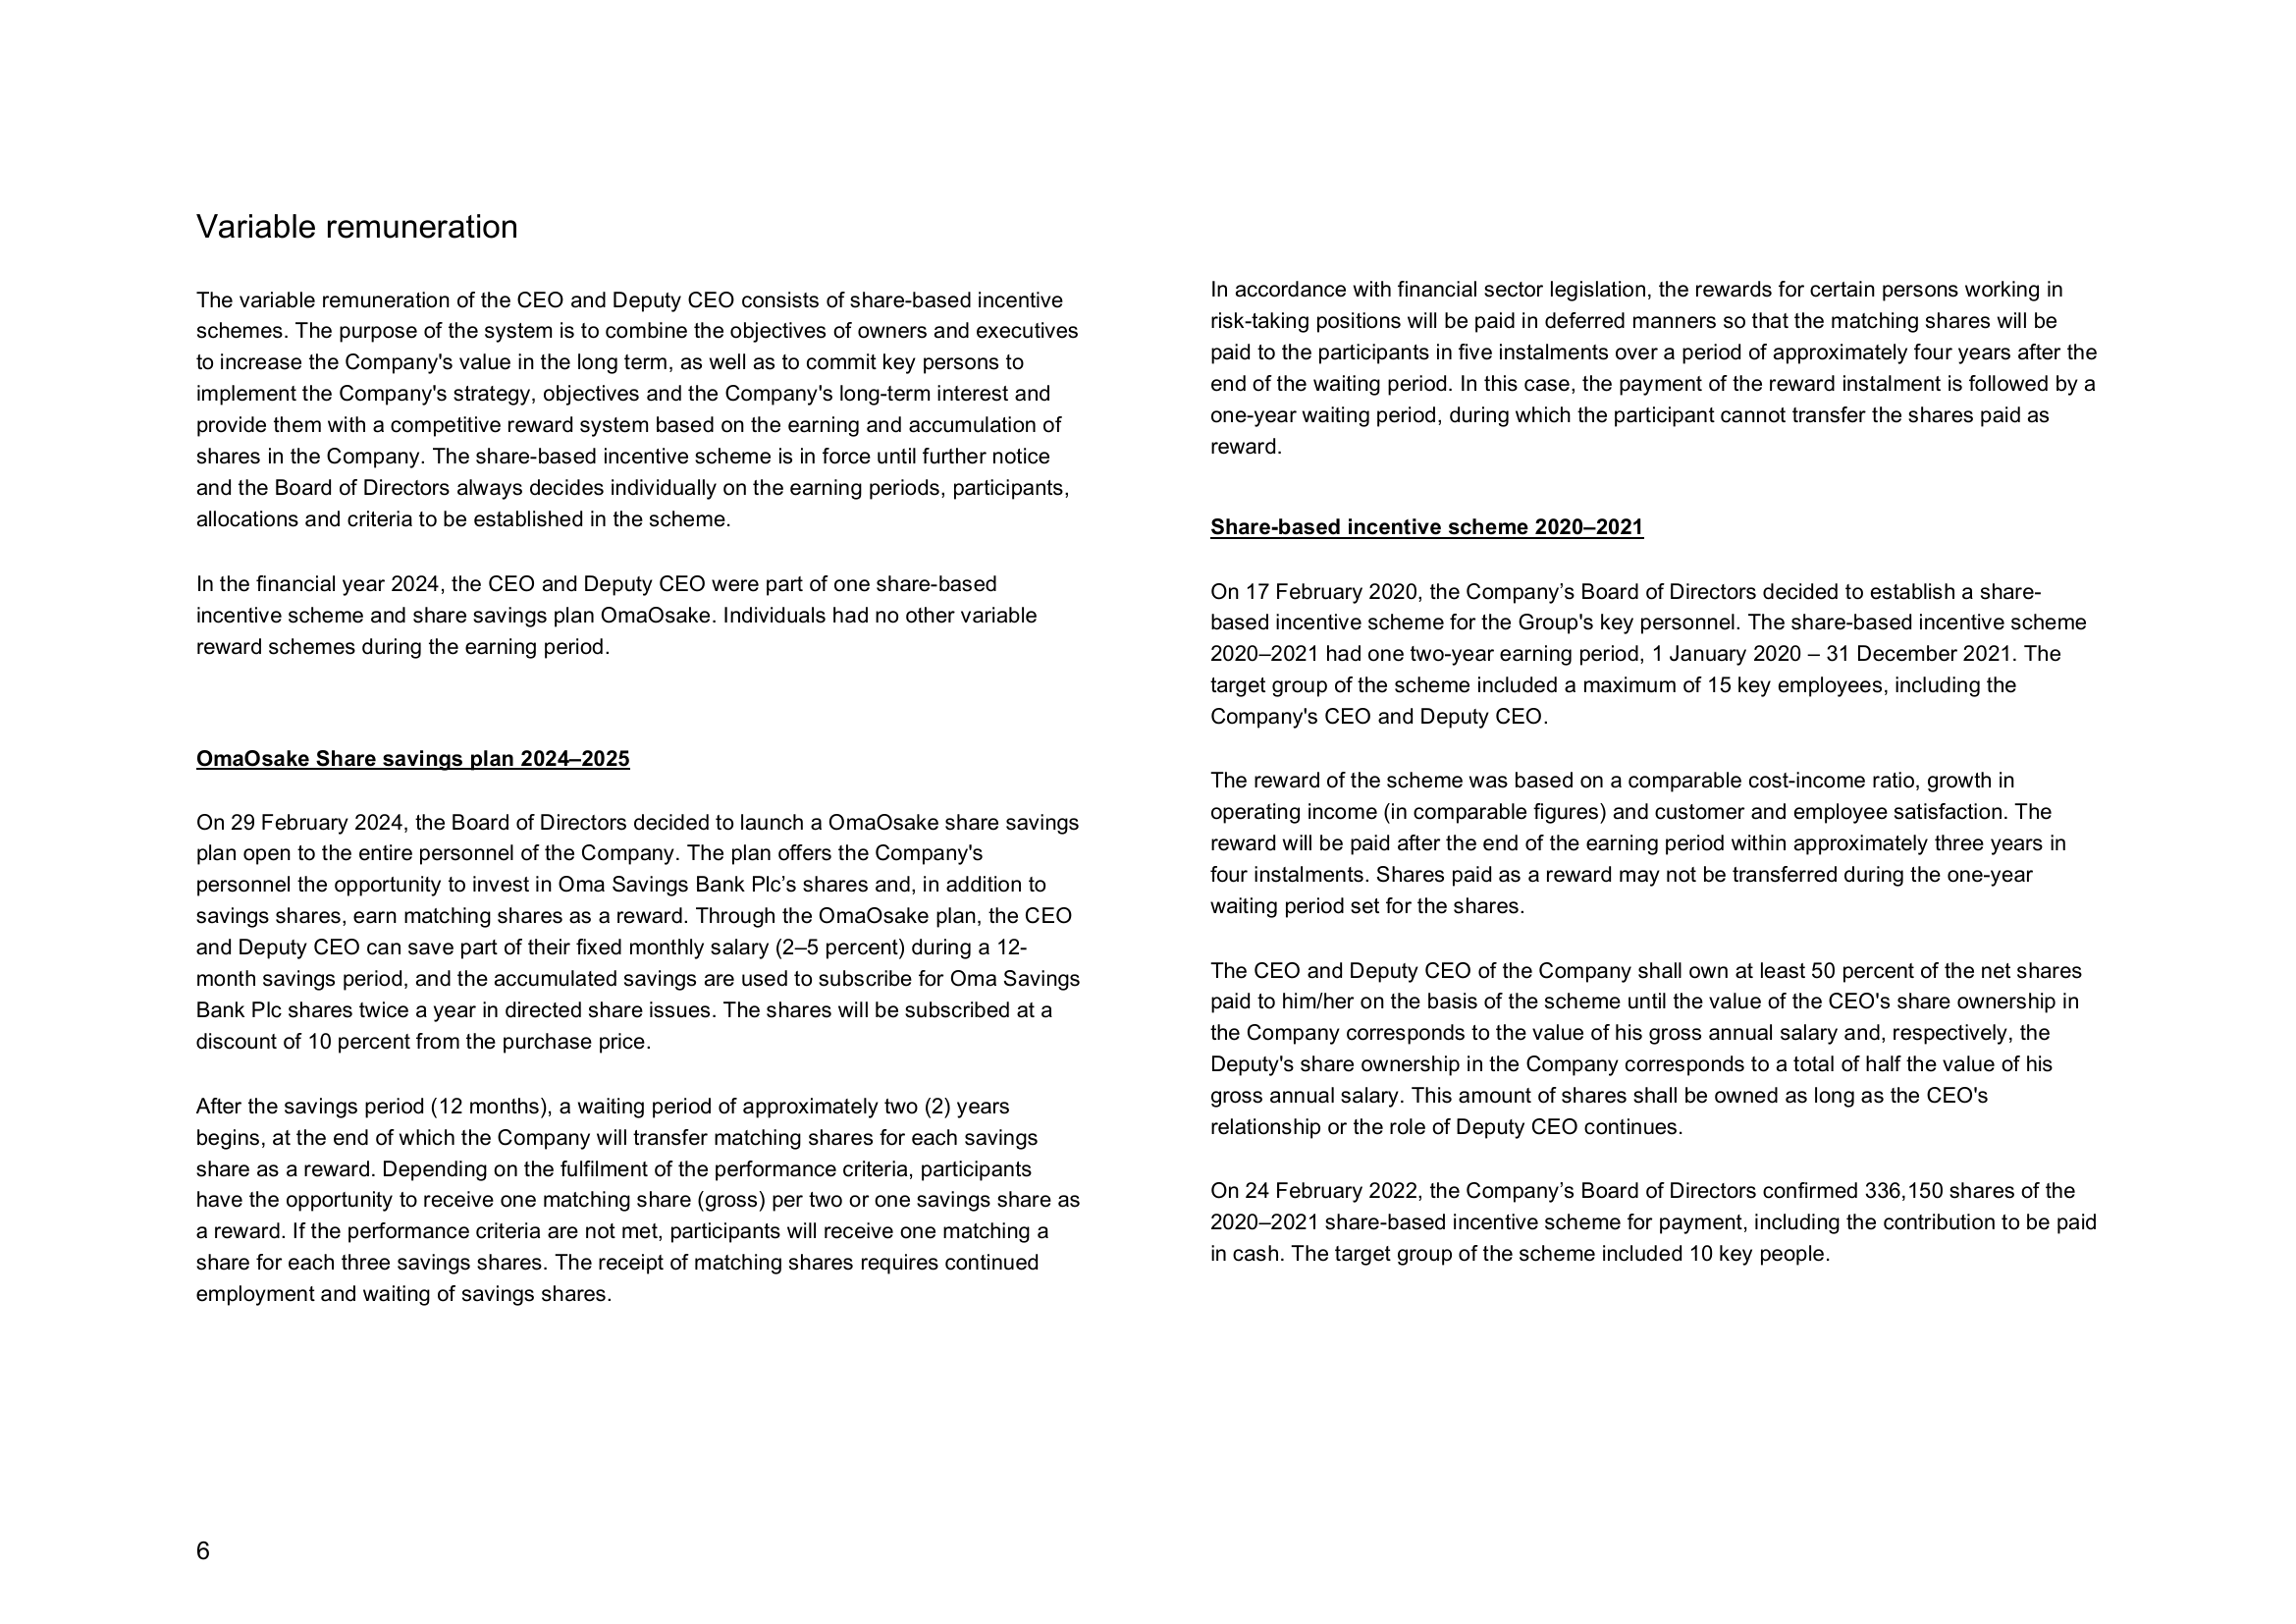 Variable remuneration
The variable remuneration of the CEO and Deputy CEO consists of share-based incentive
schemes. The purpose of the system is to combine the objectives of owners and executives
to increase the Company's value in the long term, as well as to commit key persons to
implement the Company's strategy, objectives and the Company's long-term interest and
provide them with a competitive reward system based on the earning and accumulation of
shares in the Company. The share-based incentive scheme is in force until further notice
and the Board of Directors always decides individually on the earning periods, participants,
allocations and criteria to be established in the scheme.
In the financial year 2024, the CEO and Deputy CEO were part of one share-based
incentive scheme and share savings plan OmaOsake. Individuals had no other variable
reward schemes during the earning period.
OmaOsake Share savings plan 2024–2025
On 29 February 2024, the Board of Directors decided to launch a OmaOsake share savings
plan open to the entire personnel of the Company. The plan offers the Company's
personnel the opportunity to invest in Oma Savings Bank Plc’s shares and, in addition to
savings shares, earn matching shares as a reward. Through the OmaOsake plan, the CEO
and Deputy CEO can save part of their fixed monthly salary (2–5 percent) during a 12-
month savings period, and the accumulated savings are used to subscribe for Oma Savings
Bank Plc shares twice a year in directed share issues. The shares will be subscribed at a
discount of 10 percent from the purchase price.
After the savings period (12 months), a waiting period of approximately two (2) years
begins, at the end of which the Company will transfer matching shares for each savings
share as a reward. Depending on the fulfilment of the performance criteria, participants
have the opportunity to receive one matching share (gross) per two or one savings share as
a reward. If the performance criteria are not met, participants will receive one matching a
share for each three savings shares. The receipt of matching shares requires continued
employment and waiting of savings shares.
In accordance with financial sector legislation, the rewards for certain persons working in
risk-taking positions will be paid in deferred manners so that the matching shares will be
paid to the participants in five instalments over a period of approximately four years after the
end of the waiting period. In this case, the payment of the reward instalment is followed by a
one-year waiting period, during which the participant cannot transfer the shares paid as
reward.
Share-based incentive scheme 2020–2021
On 17 February 2020, the Company’s Board of Directors decided to establish a share-
based incentive scheme for the Group's key personnel. The share-based incentive scheme
2020–2021 had one two-year earning period, 1 January 2020 – 31 December 2021. The
target group of the scheme included a maximum of 15 key employees, including the
Company's CEO and Deputy CEO.
The reward of the scheme was based on a comparable cost-income ratio, growth in
operating income (in comparable figures) and customer and employee satisfaction. The
reward will be paid after the end of the earning period within approximately three years in
four instalments. Shares paid as a reward may not be transferred during the one-year
waiting period set for the shares.
The CEO and Deputy CEO of the Company shall own at least 50 percent of the net shares
paid to him/her on the basis of the scheme until the value of the CEO's share ownership in
the Company corresponds to the value of his gross annual salary and, respectively, the
Deputy's share ownership in the Company corresponds to a total of half the value of his
gross annual salary. This amount of shares shall be owned as long as the CEO's
relationship or the role of Deputy CEO continues.
On 24 February 2022, the Company’s Board of Directors confirmed 336,150 shares of the
2020–2021 share-based incentive scheme for payment, including the contribution to be paid
in cash. The target group of the scheme included 10 key people.
6